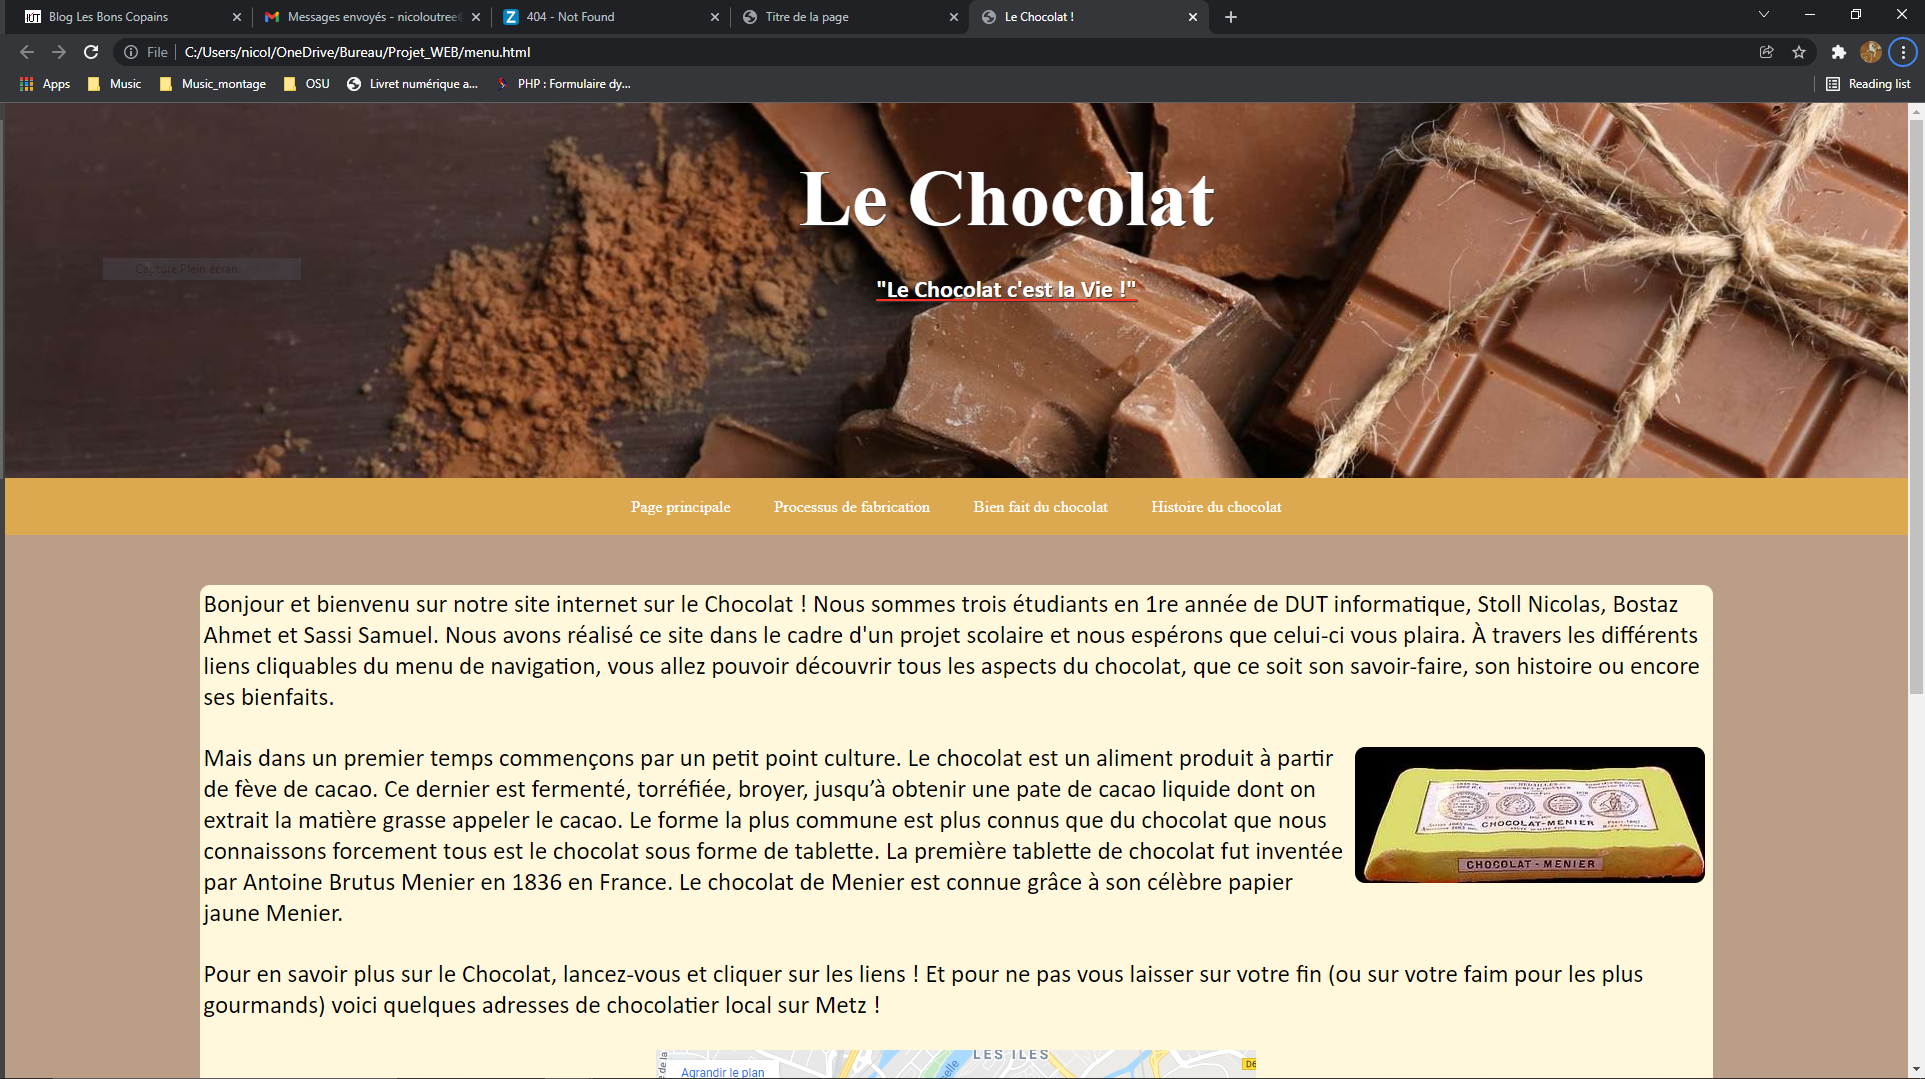 Blog Les Bons Copains
Messages envoyés - nicoloutree
404 - Not Found
Titre de la page
Le Chocolat !
File
C:/Users/nicol/OneDrive/Bureau/Projet_WEB/menu.html
Apps
Music
Music_montage
OSU
Livret numérique a...
PHP : Formulaire dy...
Reading list
Le Chocolat
Capture Plein écran
"Le Chocolat c'est la Vie !"
Page principale
Processus de fabrication
Bien fait du chocolat
Histoire du chocolat
Bonjour et bienvenu sur notre site internet sur le Chocolat ! Nous sommes trois étudiants en 1re année de DUT informatique, Stoll Nicolas, Bostaz
Ahmet et Sassi Samuel. Nous avons réalisé ce site dans le cadre d'un projet scolaire et nous espérons que celui-ci vous plaira. À travers les différents
liens cliquables du menu de navigation, vous allez pouvoir découvrir tous les aspects du chocolat, que ce soit son savoir-faire, son histoire ou encore
ses bienfaits.
Mais dans un premier temps commençons par un petit point culture. Le chocolat est un aliment produit à partir
de fève de cacao. Ce dernier est fermenté, torréfiée, broyer, jusqu’à obtenir une pate de cacao liquide dont on
extrait la matière grasse appeler le cacao. Le forme la plus commune est plus connus que du chocolat que nous
connaissons forcement tous est le chocolat sous forme de tablette. La première tablette de chocolat fut inventée
par Antoine Brutus Menier en 1836 en France. Le chocolat de Menier est connue grâce à son célèbre papier
jaune Menier.
CHOCOLAT-MENIER
CHOCOLAT-MENIER
Pour en savoir plus sur le Chocolat, lancez-vous et cliquer sur les liens ! Et pour ne pas vous laisser sur votre fin (ou sur votre faim pour les plus
gourmands) voici quelques adresses de chocolatier local sur Metz !
LES ILES
Agrandir le plan
D6